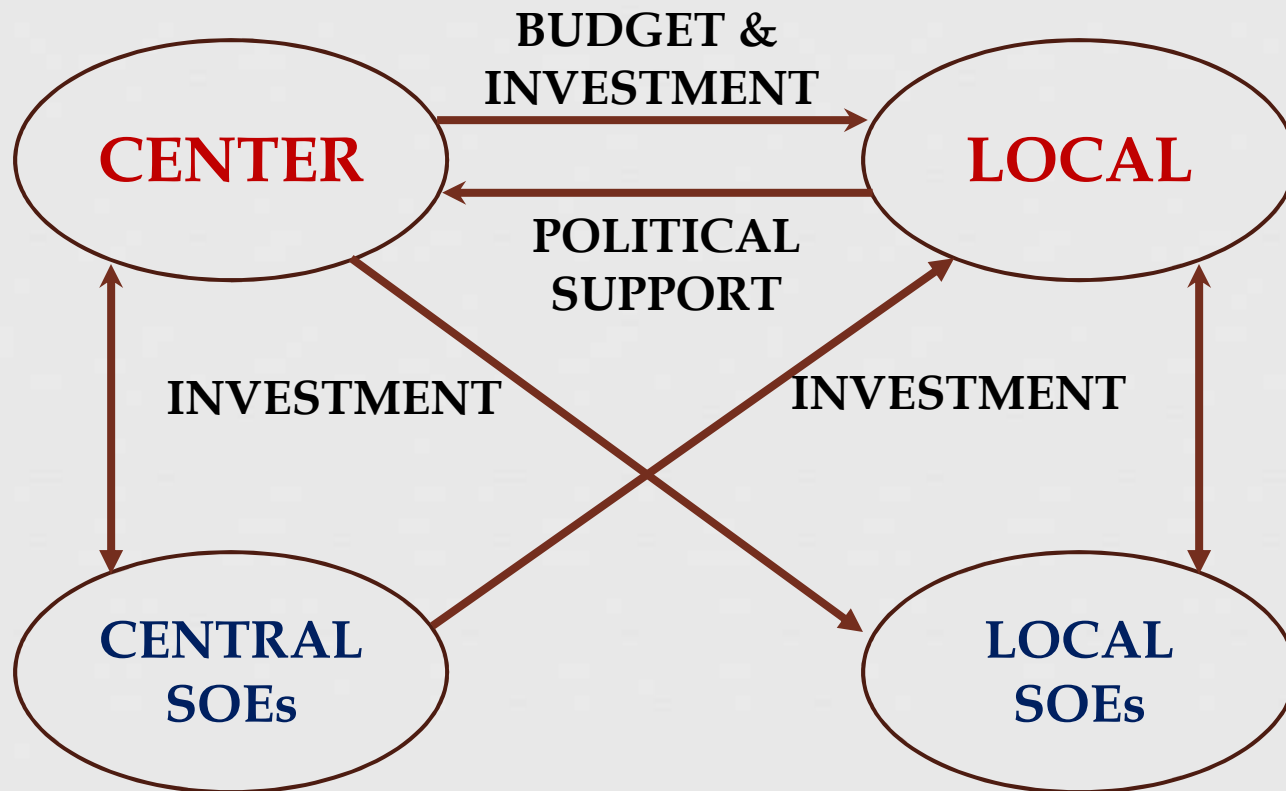 BUDGET &
INVESTMENT
CENTER
LOCAL
POLITICAL
SUPPORT
INVESTMENT
INVESTMENT
CENTRAL
SOEs
LOCAL
SOEs